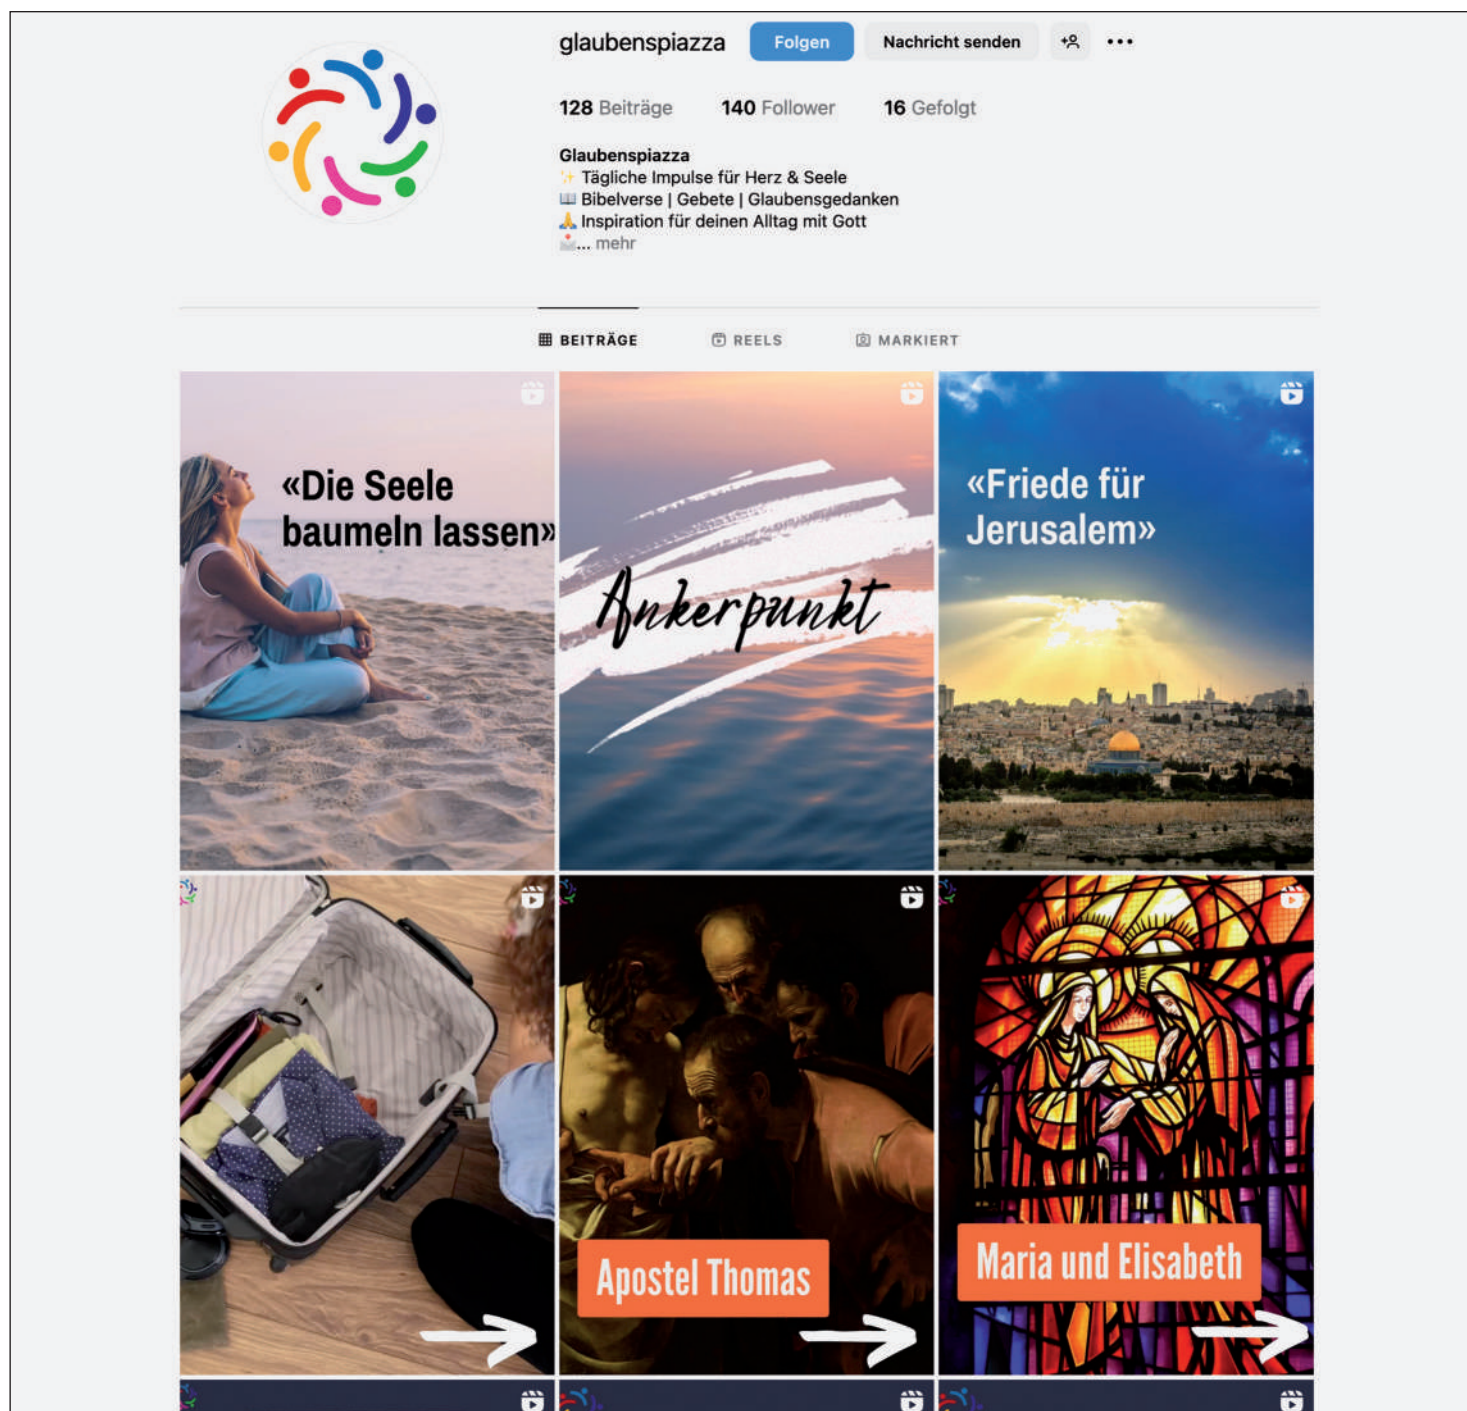 glaubenspiazza Folgen Nachricht senden
128 Beiträge 140 Follower 16 Gefolgt
Glaubenspiazza
✨ Tägliche Impulse für Herz & Seele
📖 Bibelverse | Gebete | Glaubensgedanken
🙏 Inspiration für deinen Alltag mit Gott
📩... mehr
BEITRÄGE REELS MARKIERT
«Die Seele
baumeln lassen»
Ankerpunkt
«Friede für
Jerusalem»
Apostel Thomas
Maria und Elisabeth